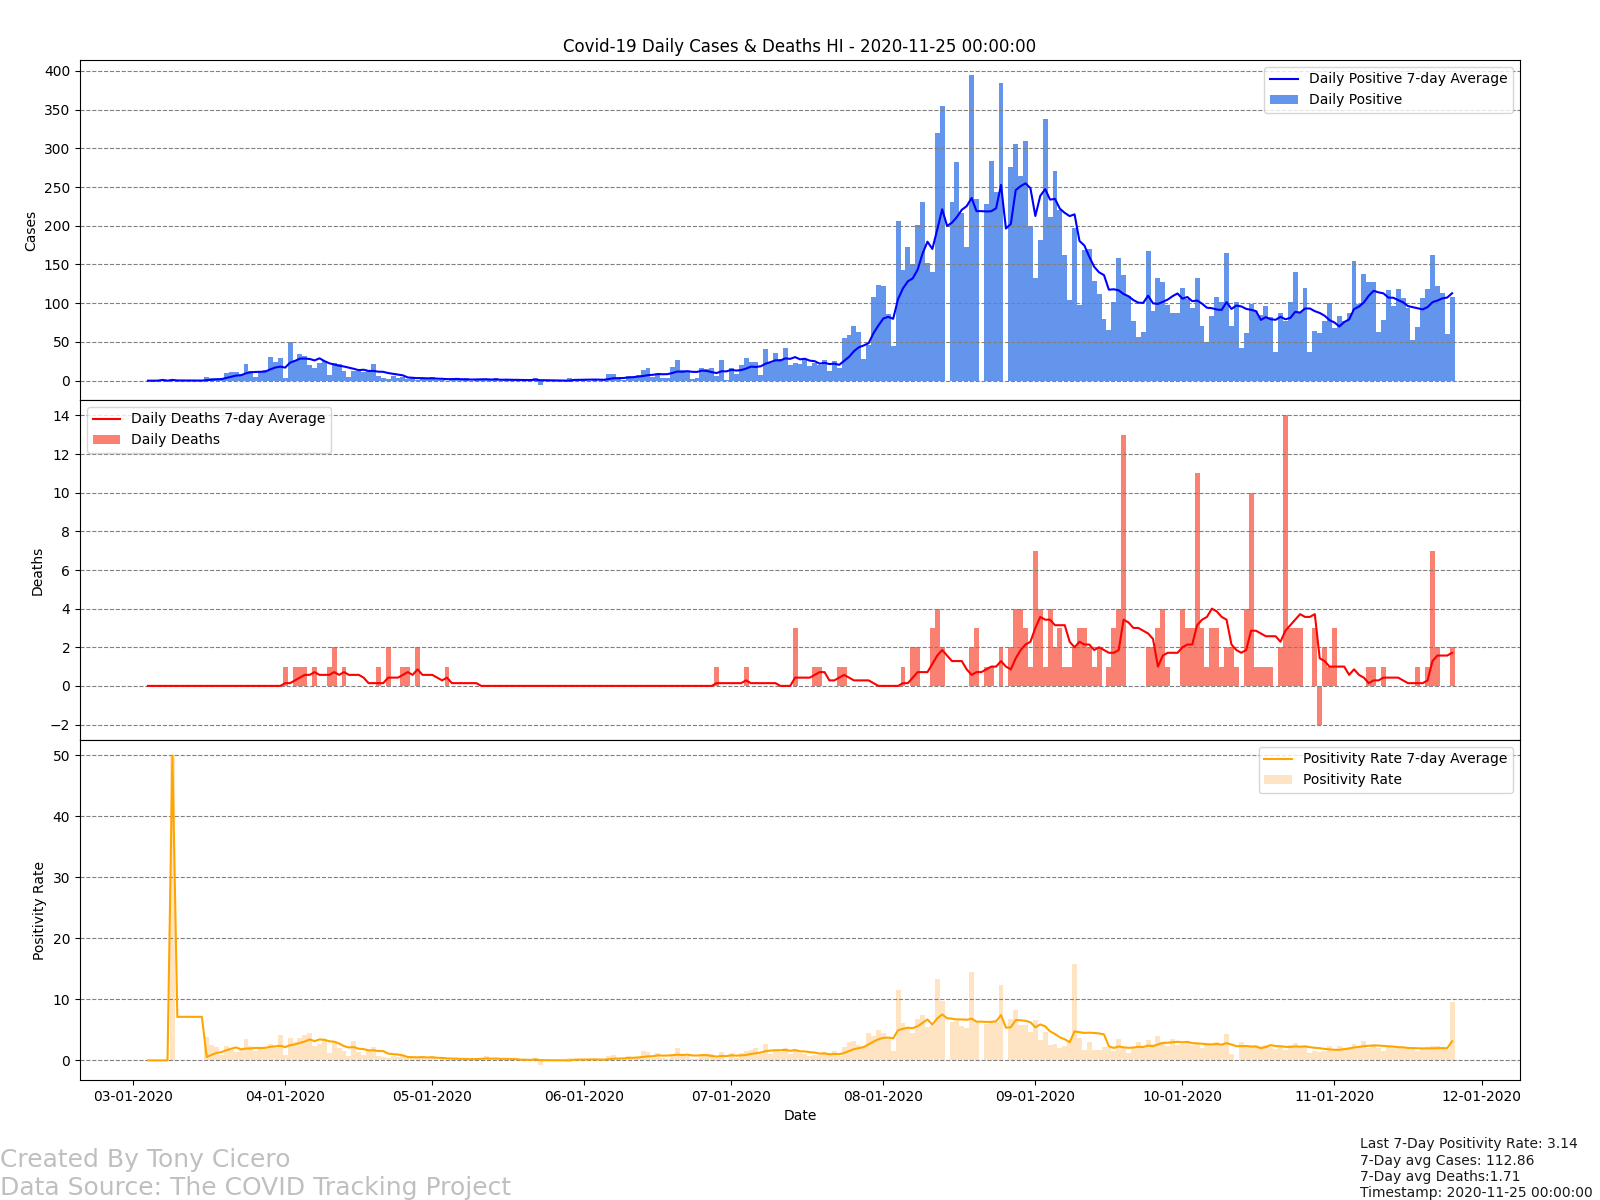 Covid-19 Daily Cases & Deaths HI - 2020-11-25 00:00:00
400
350
300
250
200
150
100
50
0
Cases
Daily Positive 7-day Average
Daily Positive
14
12
10
8
6
4
2
0
−2
Deaths
Daily Deaths 7-day Average
Daily Deaths
50
40
30
20
10
0
Positivity Rate
Positivity Rate 7-day Average
Positivity Rate
03-01-2020 04-01-2020 05-01-2020 06-01-2020 07-01-2020 08-01-2020 09-01-2020 10-01-2020 11-01-2020 12-01-2020
Date
Created By Tony Cicero
Data Source: The COVID Tracking Project
Last 7-Day Positivity Rate: 3.14
7-Day avg Cases: 112.86
7-Day avg Deaths:1.71
Timestamp: 2020-11-25 00:00:00